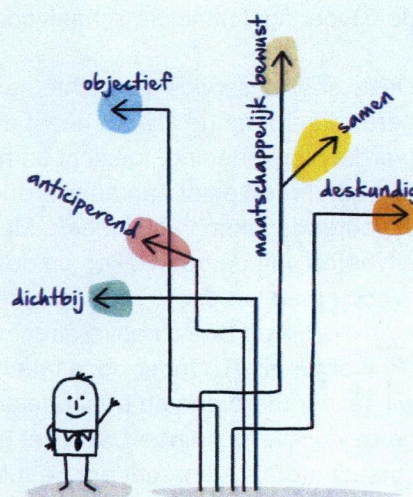 objectief
maatschappelijk bewust
samen
anticiperend
deskundig
dichtbij